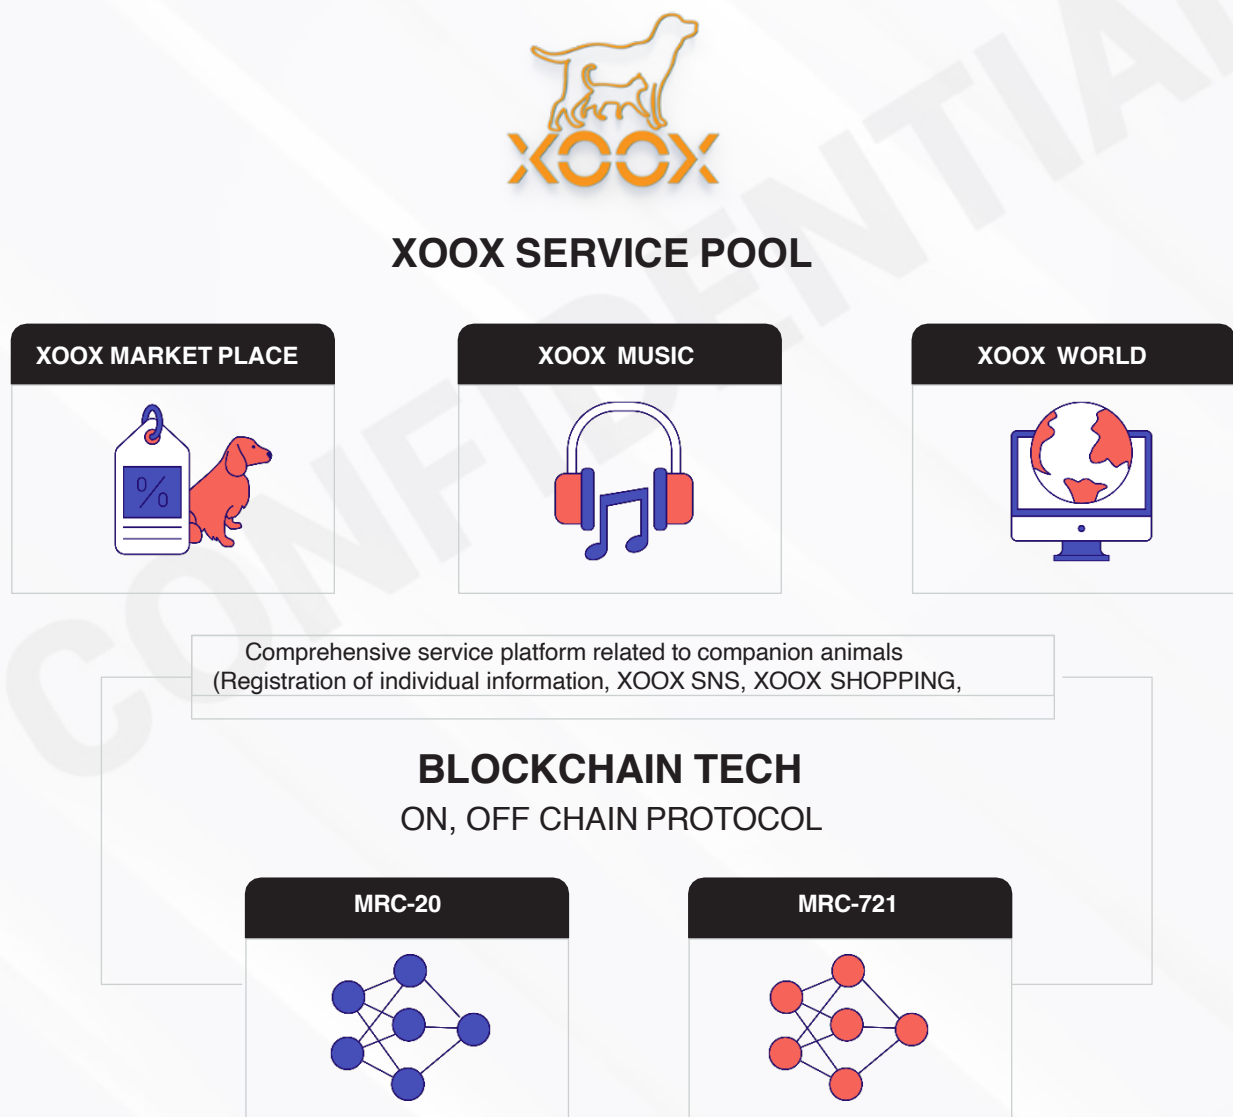 XOOX
XOOX SERVICE POOL
XOOX MARKET PLACE
XOOX MUSIC
XOOX WORLD
%
Comprehensive service platform related to companion animals
(Registration of individual information, XOOX SNS, XOOX SHOPPING,
BLOCKCHAIN TECH
ON, OFF CHAIN PROTOCOL
MRC-20
MRC-721
CONFIDENTIAL